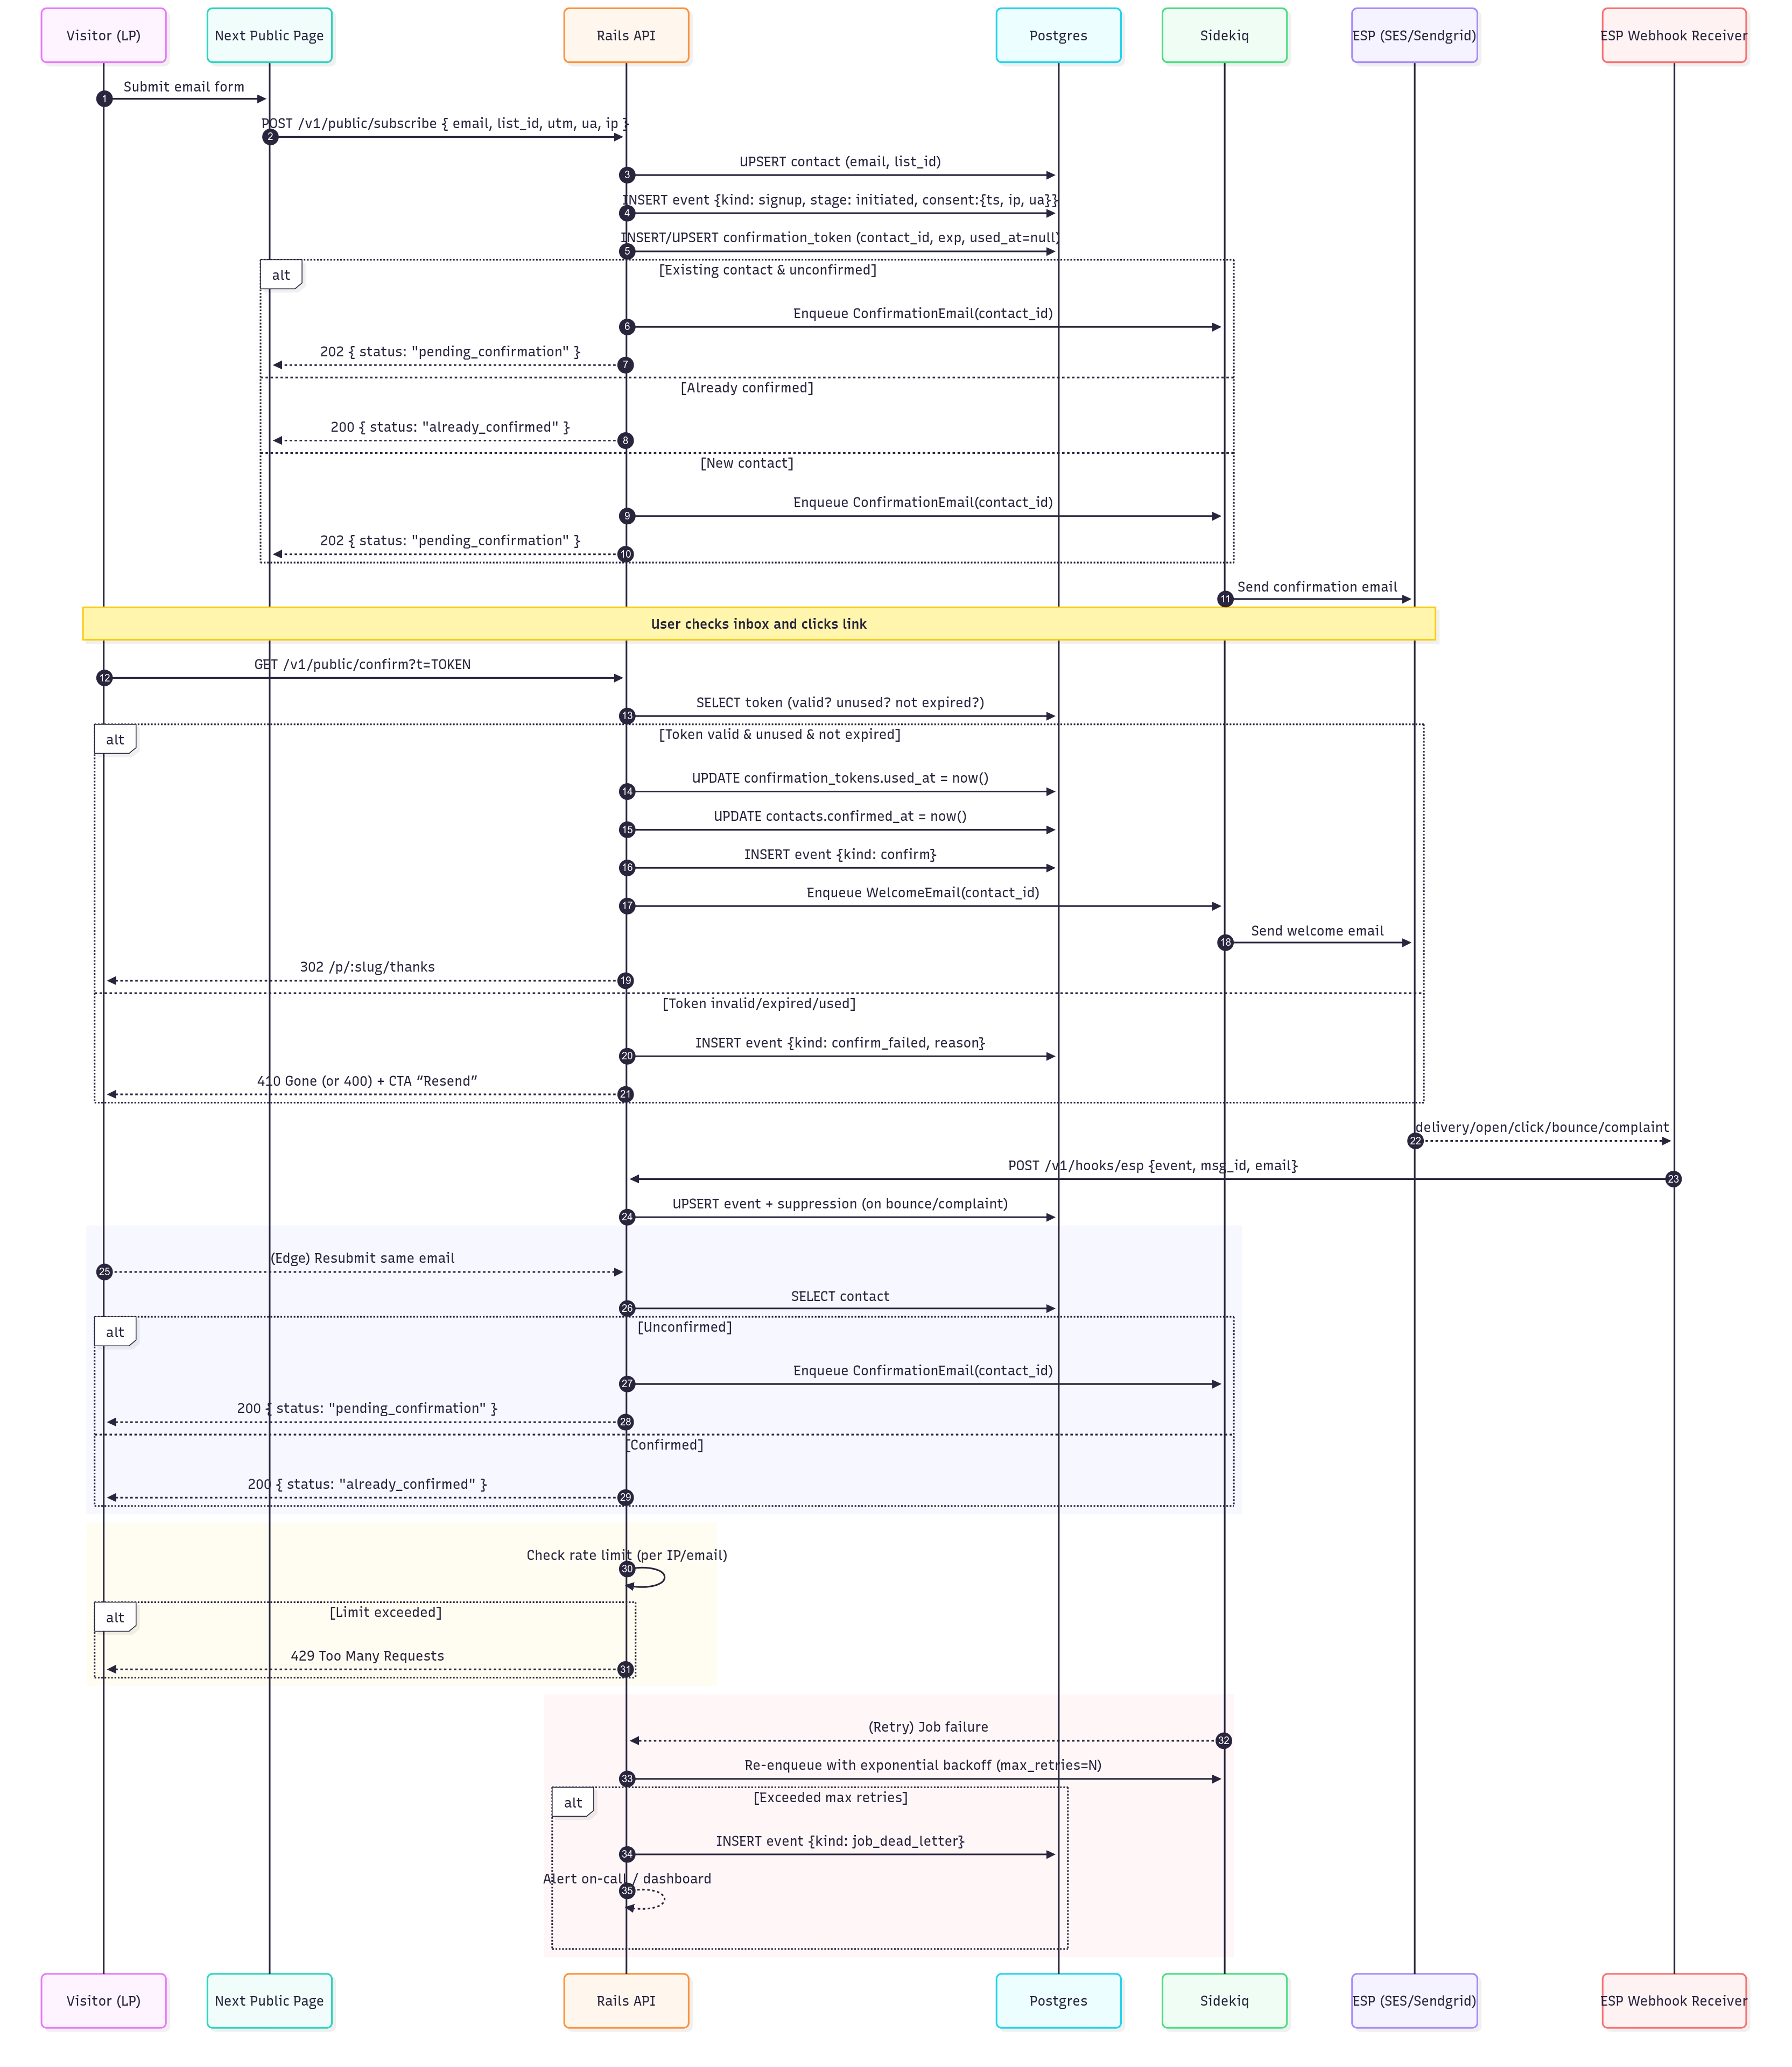 Visitor (LP)
Next Public Page
Rails API
Postgres
Sidekiq
ESP (SES/Sendgrid)
ESP Webhook Receiver
1
Submit email form
2
POST /v1/public/subscribe { email, list_id, utm, ua, ip }
3
UPSERT contact (email, list_id)
4
INSERT event {kind: signup, stage: initiated, consent:{ts, ip, ua}}
5
INSERT/UPSERT confirmation_token (contact_id, exp, used_at=null)
alt
[Existing contact & unconfirmed]
6
Enqueue ConfirmationEmail(contact_id)
7
202 { status: "pending_confirmation" }
[Already confirmed]
8
200 { status: "already_confirmed" }
[New contact]
9
Enqueue ConfirmationEmail(contact_id)
10
202 { status: "pending_confirmation" }
11
Send confirmation email
User checks inbox and clicks link
12
GET /v1/public/confirm?t=TOKEN
13
SELECT token (valid? unused? not expired?)
alt
[Token valid & unused & not expired]
14
UPDATE confirmation_tokens.used_at = now()
15
UPDATE contacts.confirmed_at = now()
16
INSERT event {kind: confirm}
17
Enqueue WelcomeEmail(contact_id)
18
Send welcome email
19
302 /p/:slug/thanks
[Token invalid/expired/used]
20
INSERT event {kind: confirm_failed, reason}
21
410 Gone (or 400) + CTA “Resend”
22
delivery/open/click/bounce/complaint
23
POST /v1/hooks/esp {event, msg_id, email}
24
UPSERT event + suppression (on bounce/complaint)
25
(Edge) Resubmit same email
26
SELECT contact
alt
[Unconfirmed]
27
Enqueue ConfirmationEmail(contact_id)
28
200 { status: "pending_confirmation" }
[Confirmed]
29
200 { status: "already_confirmed" }
30
Check rate limit (per IP/email)
alt
[Limit exceeded]
31
429 Too Many Requests
32
(Retry) Job failure
33
Re-enqueue with exponential backoff (max_retries=N)
alt
[Exceeded max retries]
34
INSERT event {kind: job_dead_letter}
35
Alert on-call / dashboard
Visitor (LP)
Next Public Page
Rails API
Postgres
Sidekiq
ESP (SES/Sendgrid)
ESP Webhook Receiver